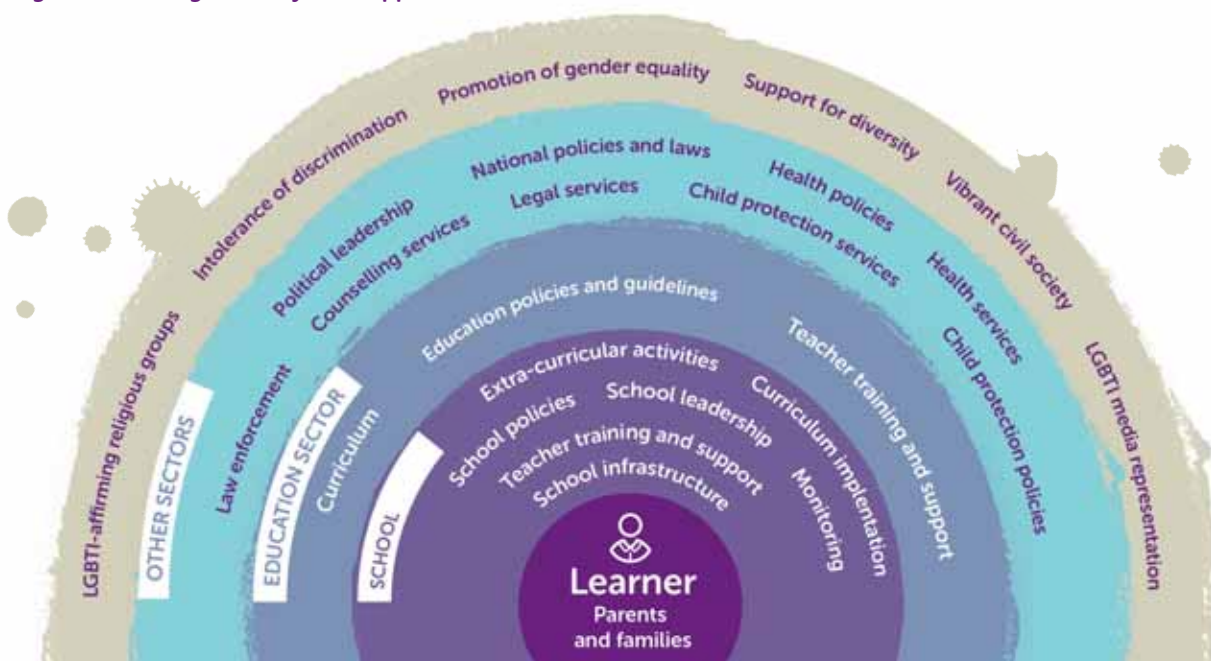 LGBTI-affirming religious groups
Intolerance of discrimination
Promotion of gender equality
Support for diversity
Vibrant civil society
LGBTI media representation
OTHER SECTORS
Law enforcement
Political leadership
Counselling services
National policies and laws
Legal services
Health policies
Child protection services
Health services
Child protection policies
EDUCATION SECTOR
Curriculum
Education policies and guidelines
Teacher training and support
SCHOOL
Extra-curricular activities
School policies
School leadership
Curriculum implentation
Teacher training and support
School infrastructure
Monitoring
Learner
Parents
and families